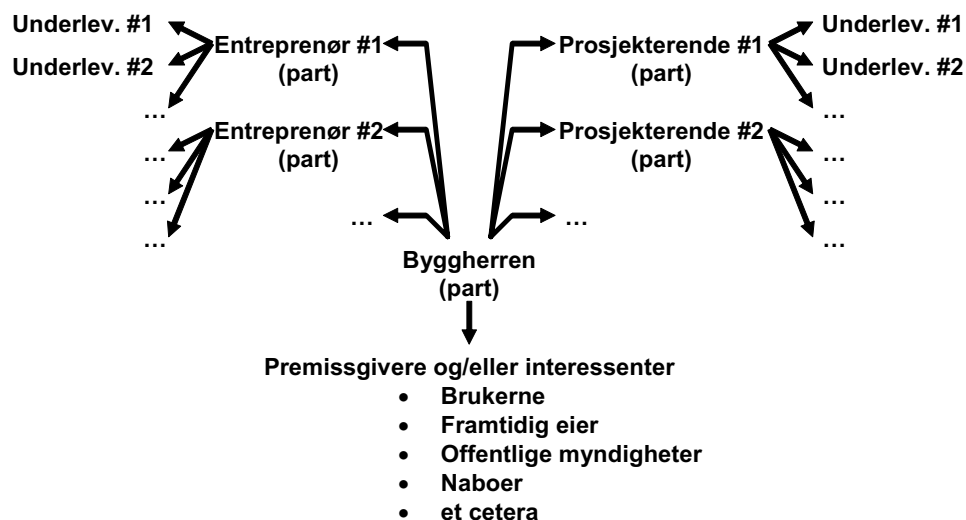 Underlev. #1
Underlev. #2
…
Entreprenør #1
(part)
Prosjekterende #1
(part)
Underlev. #1
Underlev. #2
…
Entreprenør #2
(part)
Prosjekterende #2
(part)
…
…
…
…
…
…
…
…
Byggherren
(part)
Premissgivere og/eller interessenter
• Brukerne
• Framtidig eier
• Offentlige myndigheter
• Naboer
• et cetera